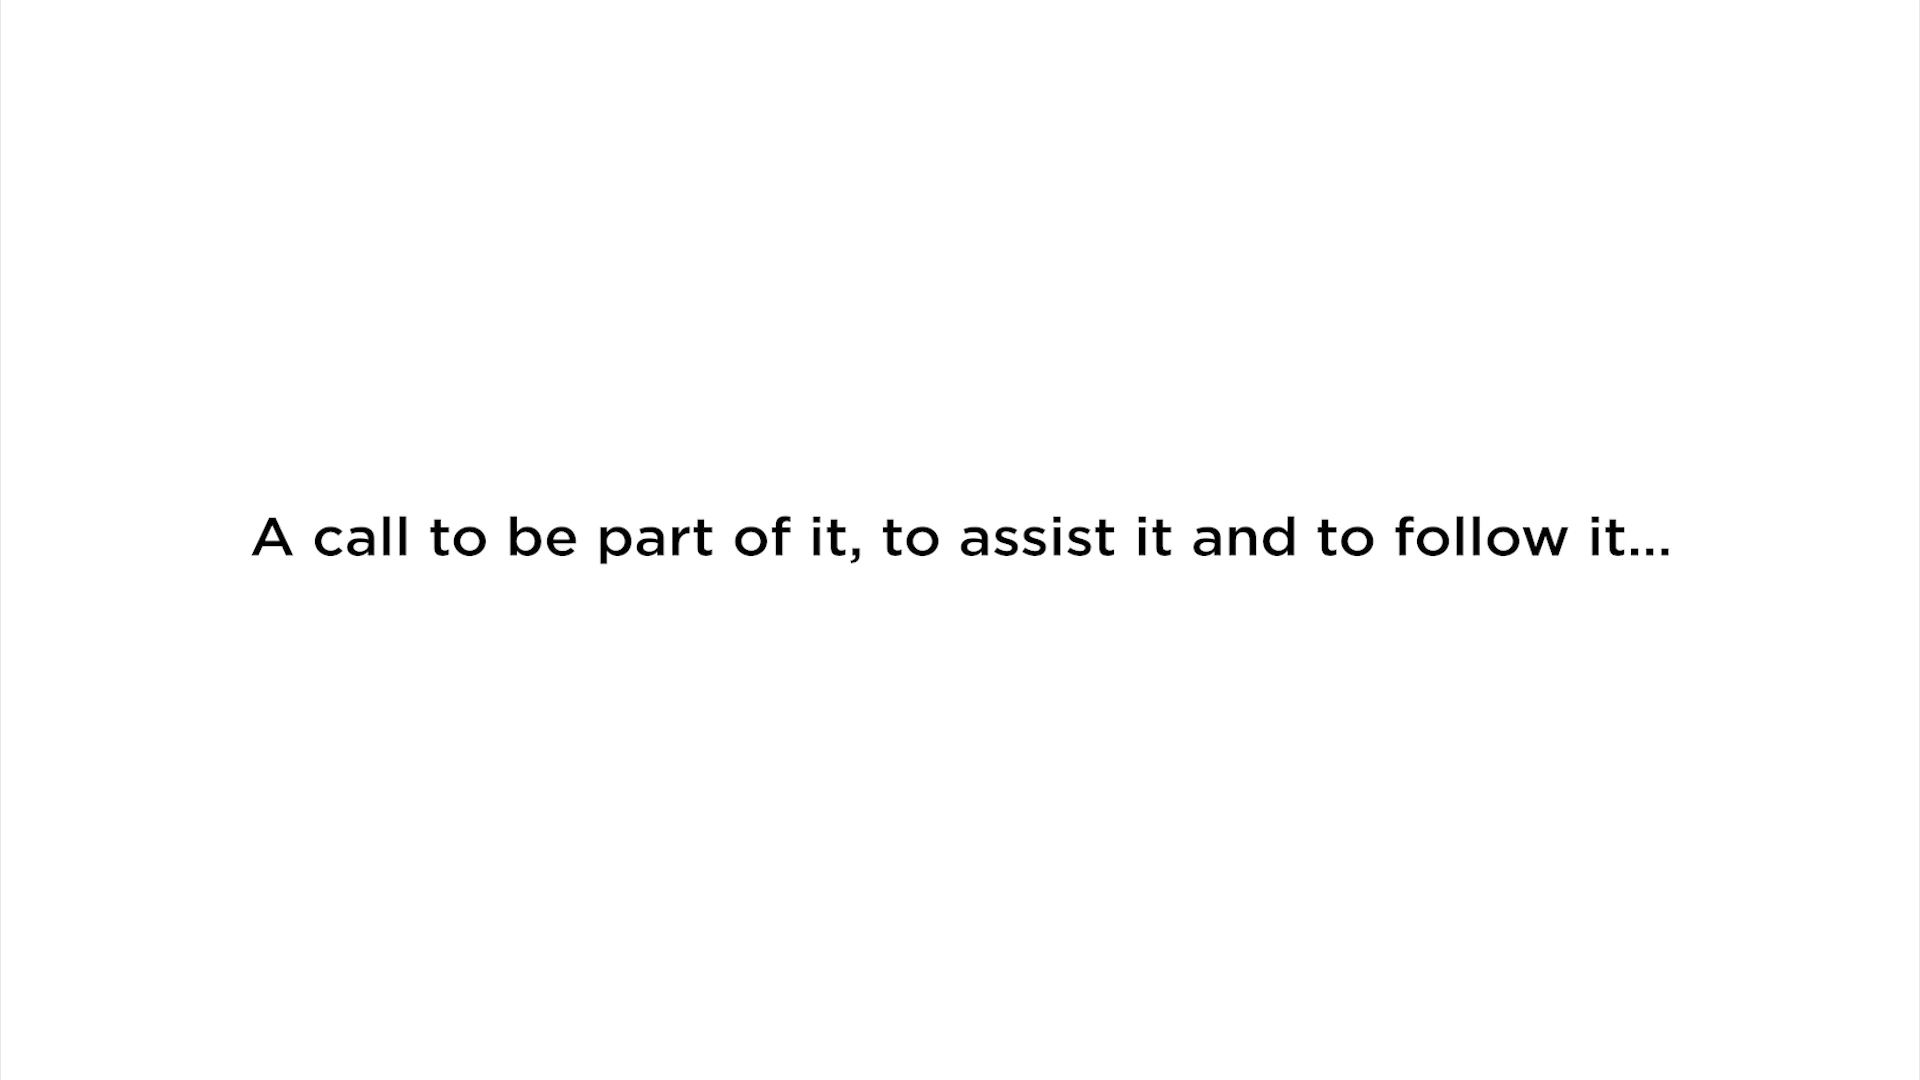 A call to be part of it, to assist it and to follow it...